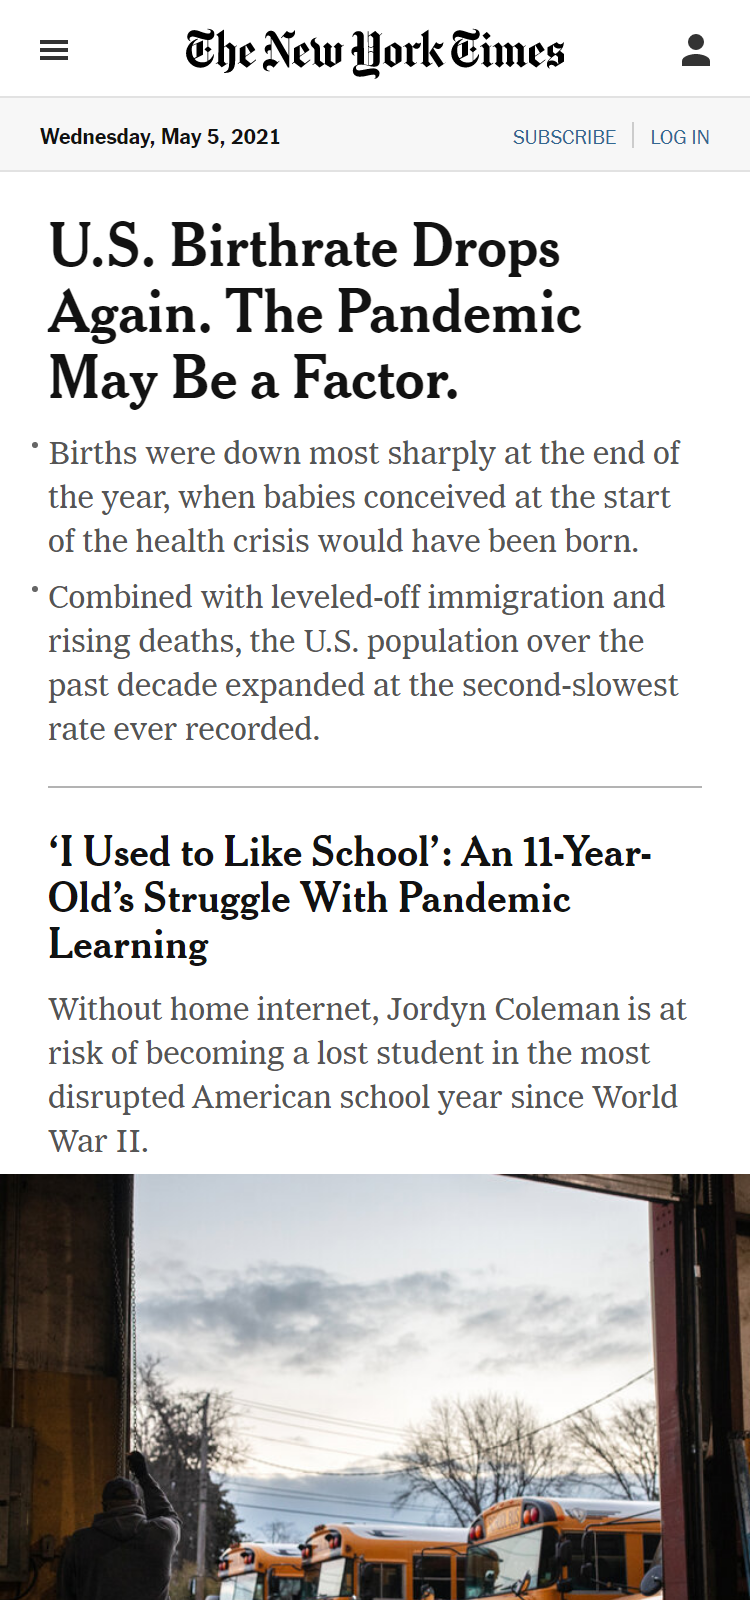 The New York Times
Wednesday, May 5, 2021
SUBSCRIBE
LOG IN
U.S. Birthrate Drops
Again. The Pandemic
May Be a Factor.
• Births were down most sharply at the end of
the year, when babies conceived at the start
of the health crisis would have been born.
• Combined with leveled-off immigration and
rising deaths, the U.S. population over the
past decade expanded at the second-slowest
rate ever recorded.
‘I Used to Like School’: An 11-Year-
Old’s Struggle With Pandemic
Learning
Without home internet, Jordyn Coleman is at
risk of becoming a lost student in the most
disrupted American school year since World
War II.